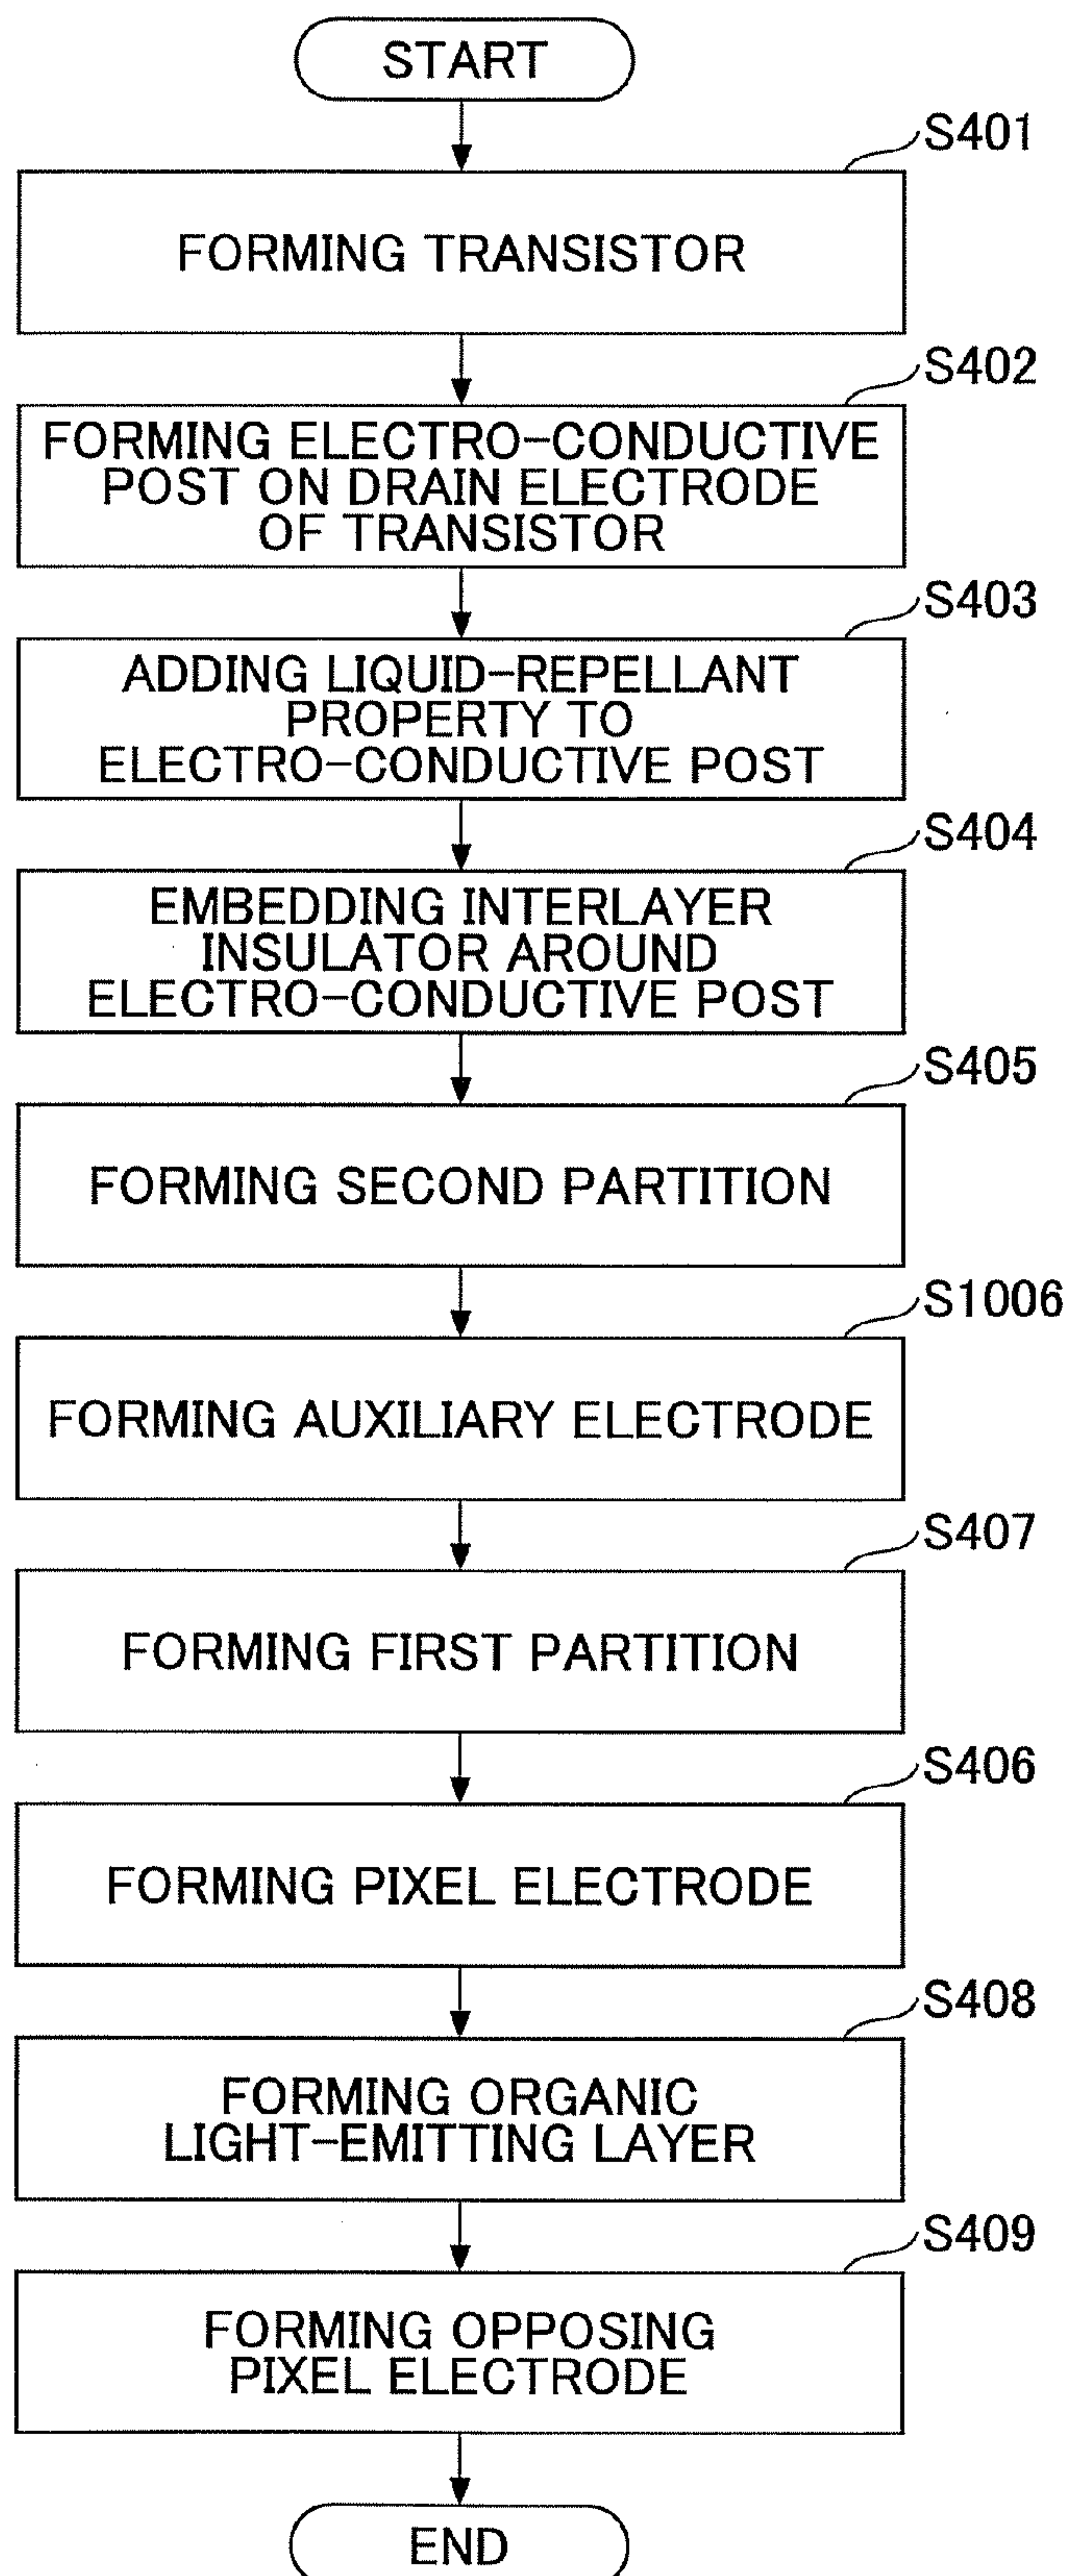 START
S401
FORMING TRANSISTOR
S402
FORMING ELECTRO-CONDUCTIVE
POST ON DRAIN ELECTRODE
OF TRANSISTOR
S403
ADDING LIQUID-REPELLANT
PROPERTY TO
ELECTRO-CONDUCTIVE POST
S404
EMBEDDING INTERLAYER
INSULATOR AROUND
ELECTRO-CONDUCTIVE POST
S405
FORMING SECOND PARTITION
S1006
FORMING AUXILIARY ELECTRODE
S407
FORMING FIRST PARTITION
S406
FORMING PIXEL ELECTRODE
S408
FORMING ORGANIC
LIGHT-EMITTING LAYER
S409
FORMING OPPOSING
PIXEL ELECTRODE
END